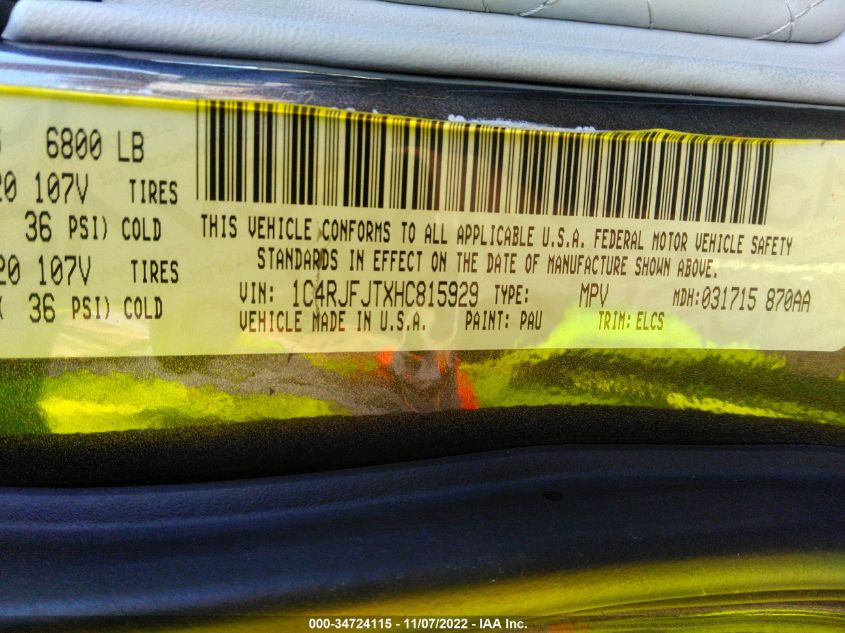 6800 LB
20 107V TIRES
36 PSI) COLD
20 107V TIRES
( 36 PSI) COLD
THIS VEHICLE CONFORMS TO ALL APPLICABLE U.S.A. FEDERAL MOTOR VEHICLE SAFETY
STANDARDS IN EFFECT ON THE DATE OF MANUFACTURE SHOWN ABOVE.
VIN: 1C4RJFJTXHC815929 TYPE: MPV MDH:031715 870AA
VEHICLE MADE IN U.S.A. PAINT: PAU TRIM: ELCS
000-34724115 - 11/07/2022 - IAA Inc.